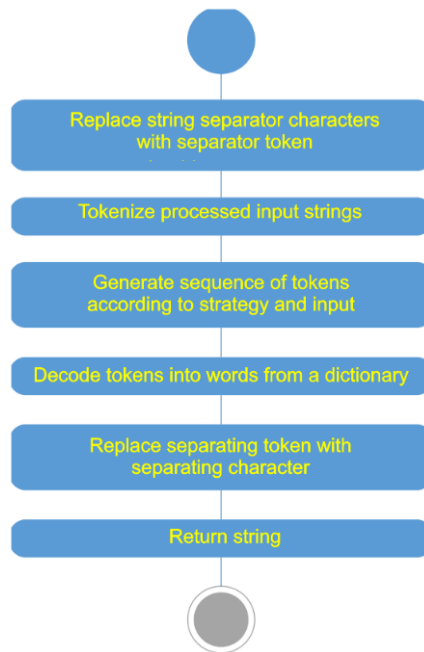 Replace string separator characters
with separator token
Tokenize processed input strings
Generate sequence of tokens
according to strategy and input
Decode tokens into words from a dictionary
Replace separating token with
separating character
Return string